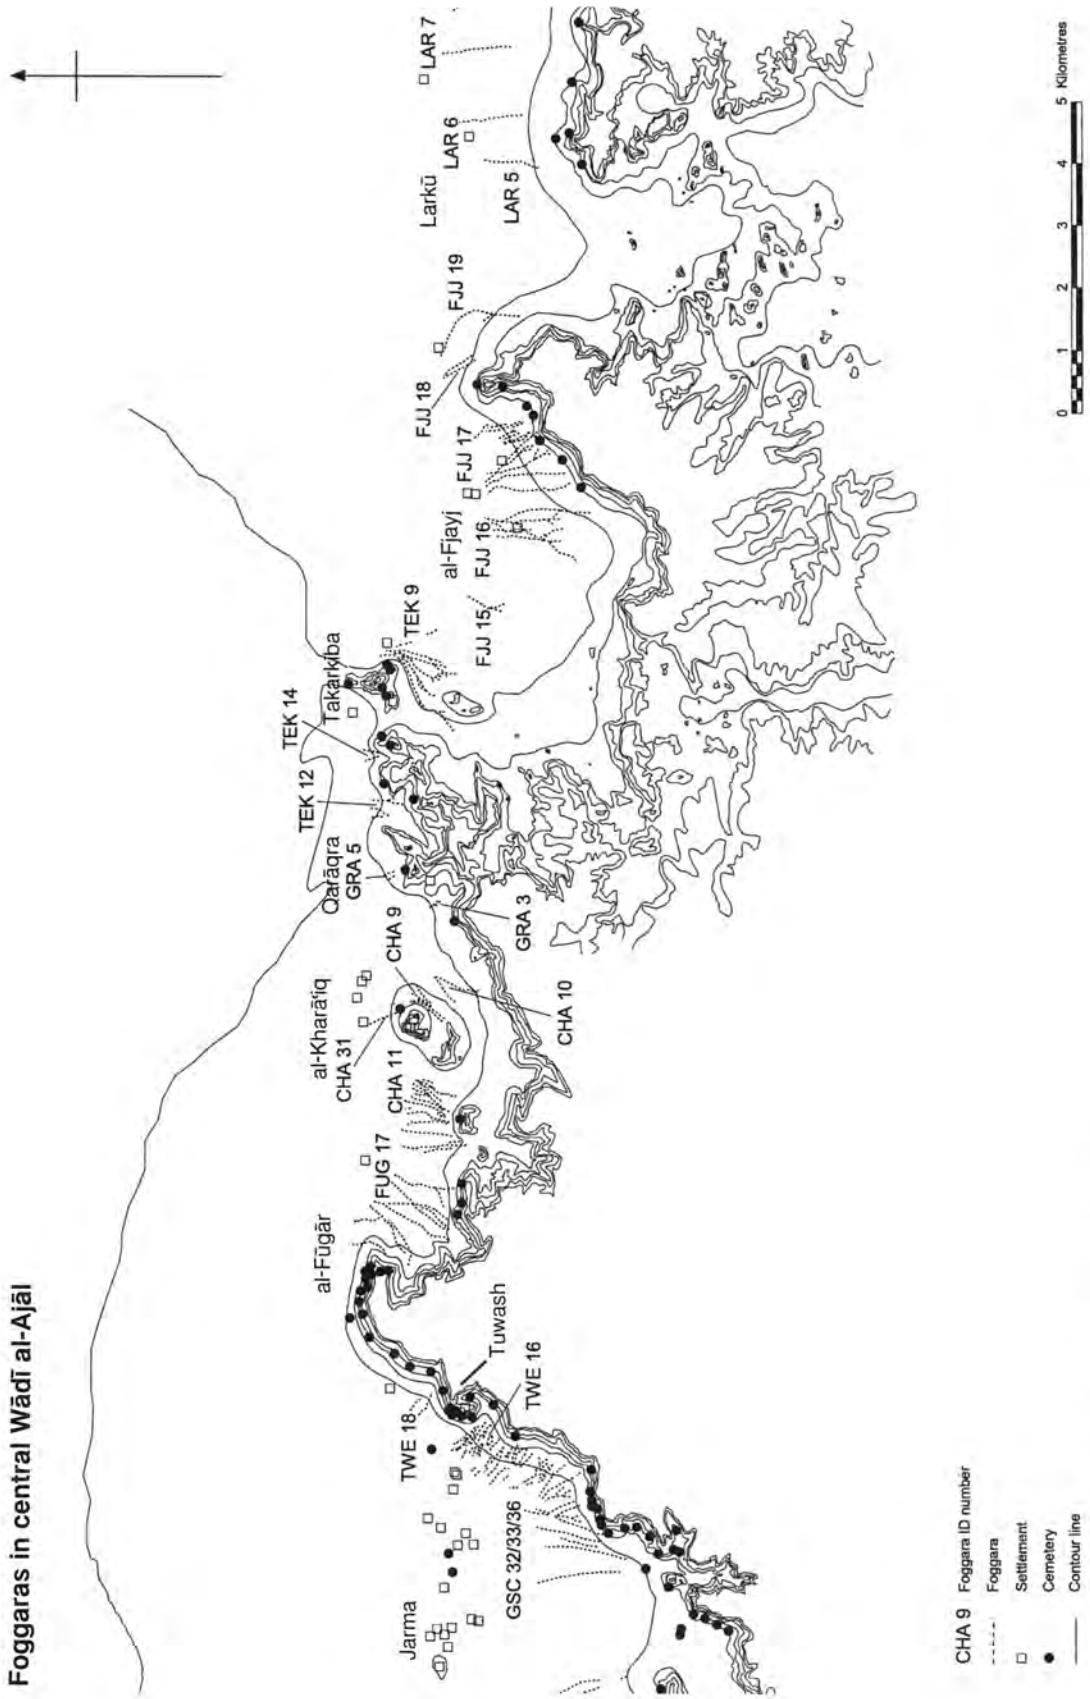 Foggaras in central Wādī al-Ajāl
Jarma
GSC 32/33/36
TWE 18
TWE 16
Tuwash
al-Fūgār
FUG 17
al-Kharā'iq
CHA 31
CHA 11
CHA 9
CHA 10
Qarāqra
GRA 5
GRA 3
TEK 12
TEK 14
Takarkība
TEK 9
al-Fjayj
FJJ 15
FJJ 16
FJJ 17
FJJ 18
FJJ 19
Larkū
LAR 5
LAR 6
LAR 7
CHA 9 Foggara ID number
Foggara
Settlement
Cemetery
Contour line
0 1 2 3 4 5 Kilometres